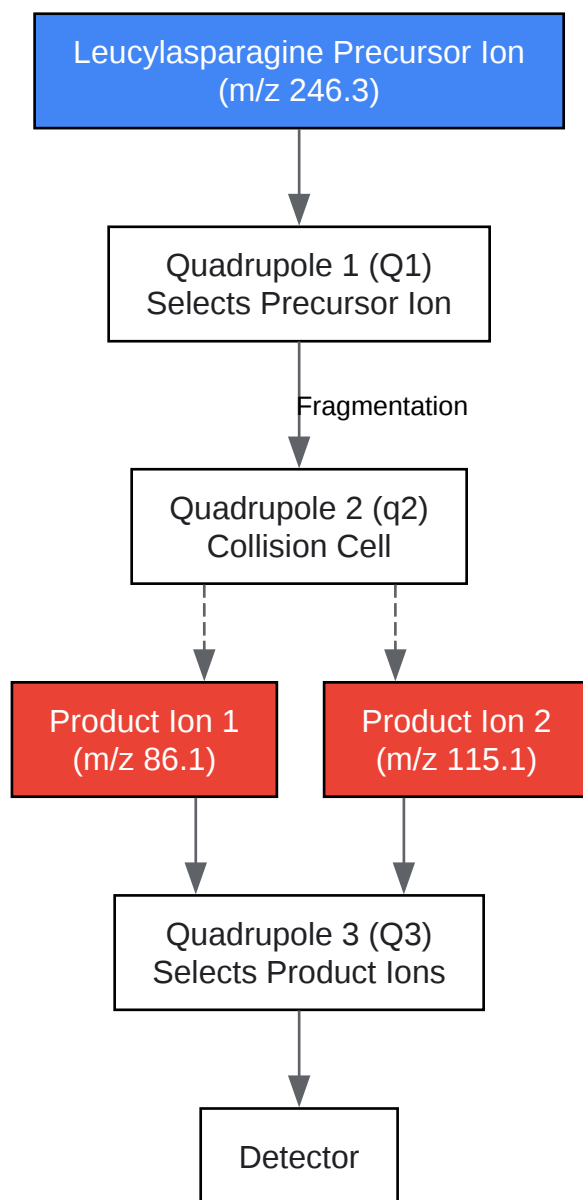 Leucylasparagine Precursor Ion
(m/z 246.3)
Quadrupole 1 (Q1)
Selects Precursor Ion
Fragmentation
Quadrupole 2 (q2)
Collision Cell
Product Ion 1
(m/z 86.1)
Product Ion 2
(m/z 115.1)
Quadrupole 3 (Q3)
Selects Product Ions
Detector